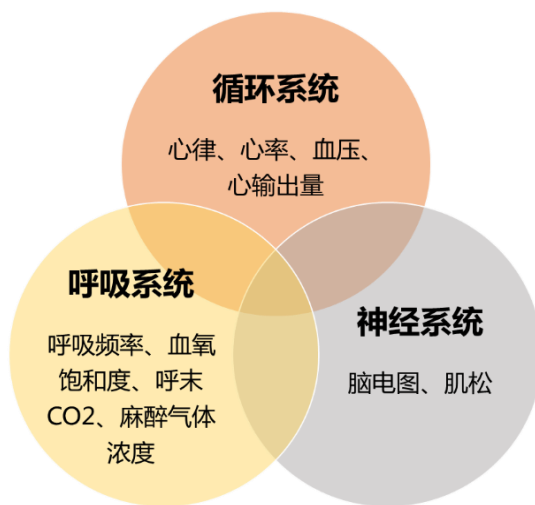 循环系统
心律、心率、血压、
心输出量
呼吸系统
呼吸频率、血氧
饱和度、呼末
CO2、麻醉气体
浓度
神经系统
脑电图、肌松